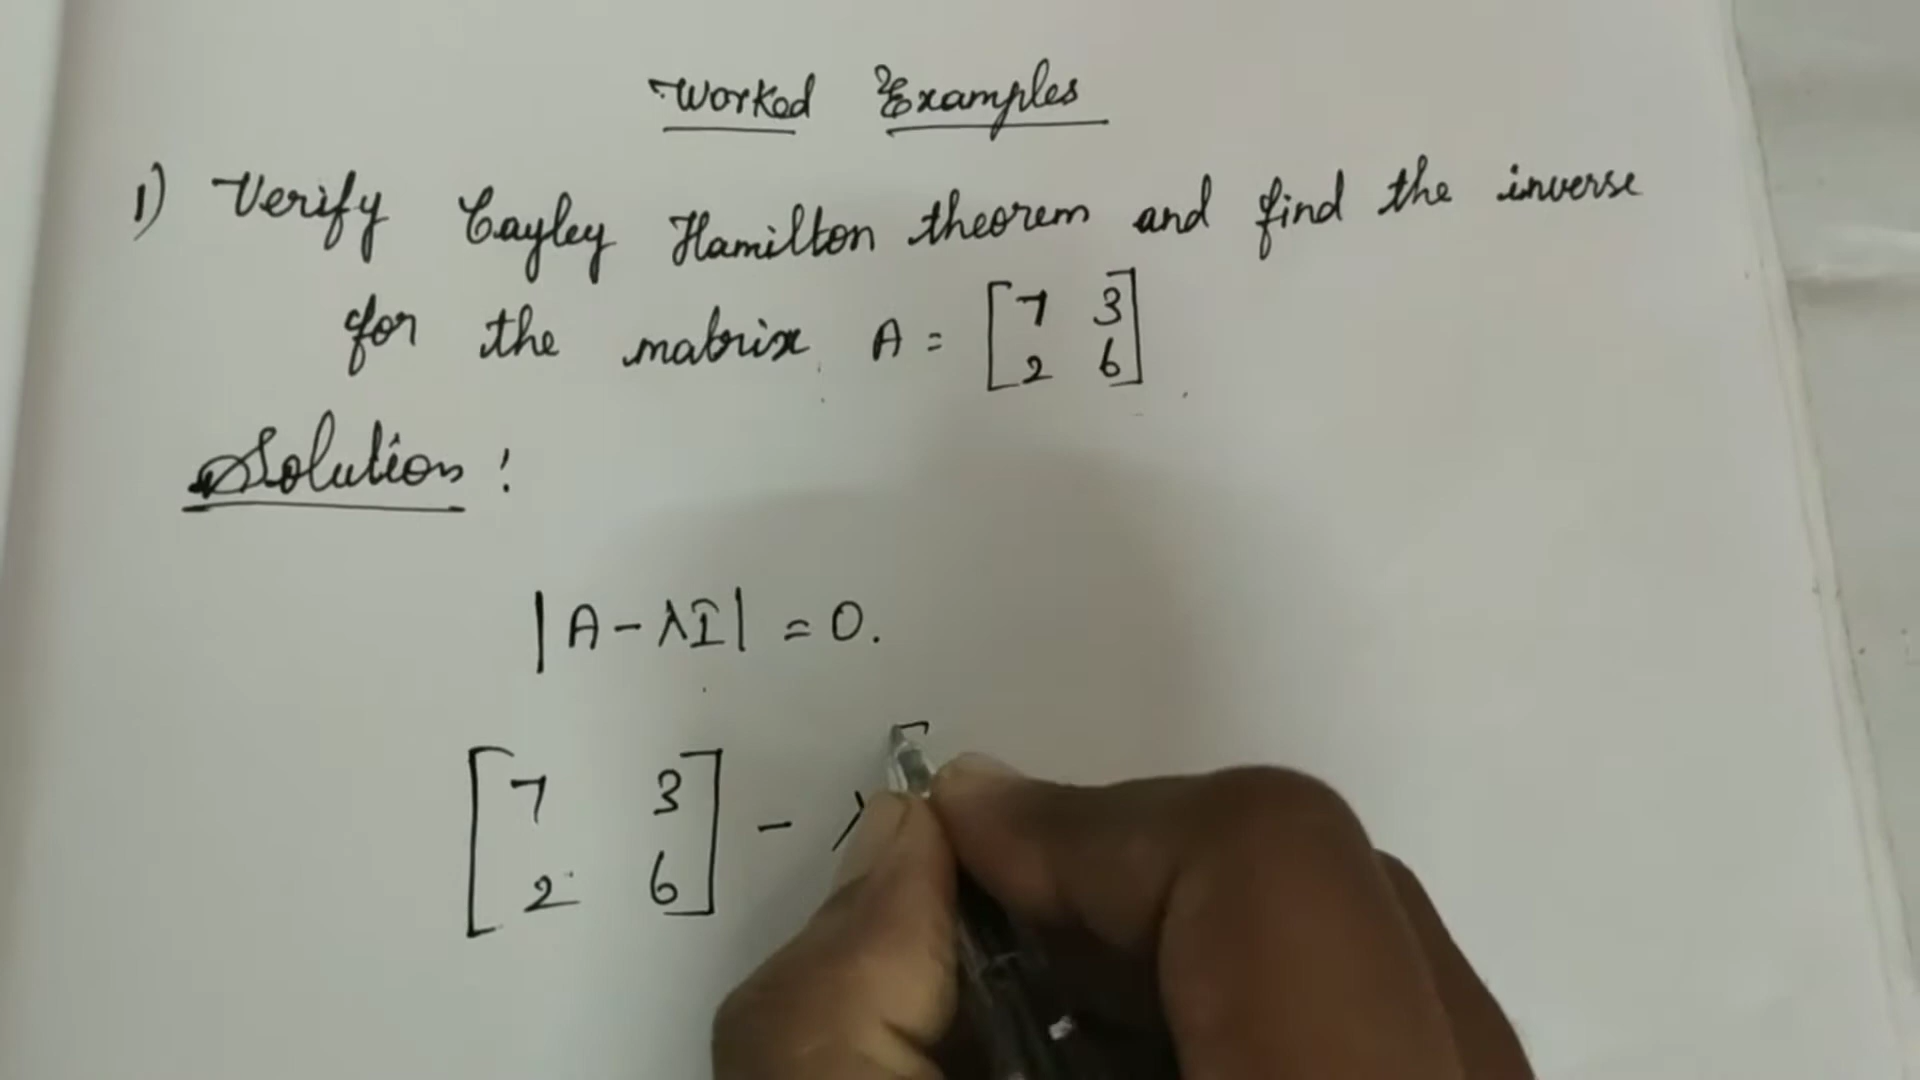 Worked Examples
1) Verify Cayley Hamilton theorem and find the inverse
for the matrix A = [7 3
2 6]
Solution :
|A - λI| = 0.
[7 3
2 6] - λ [